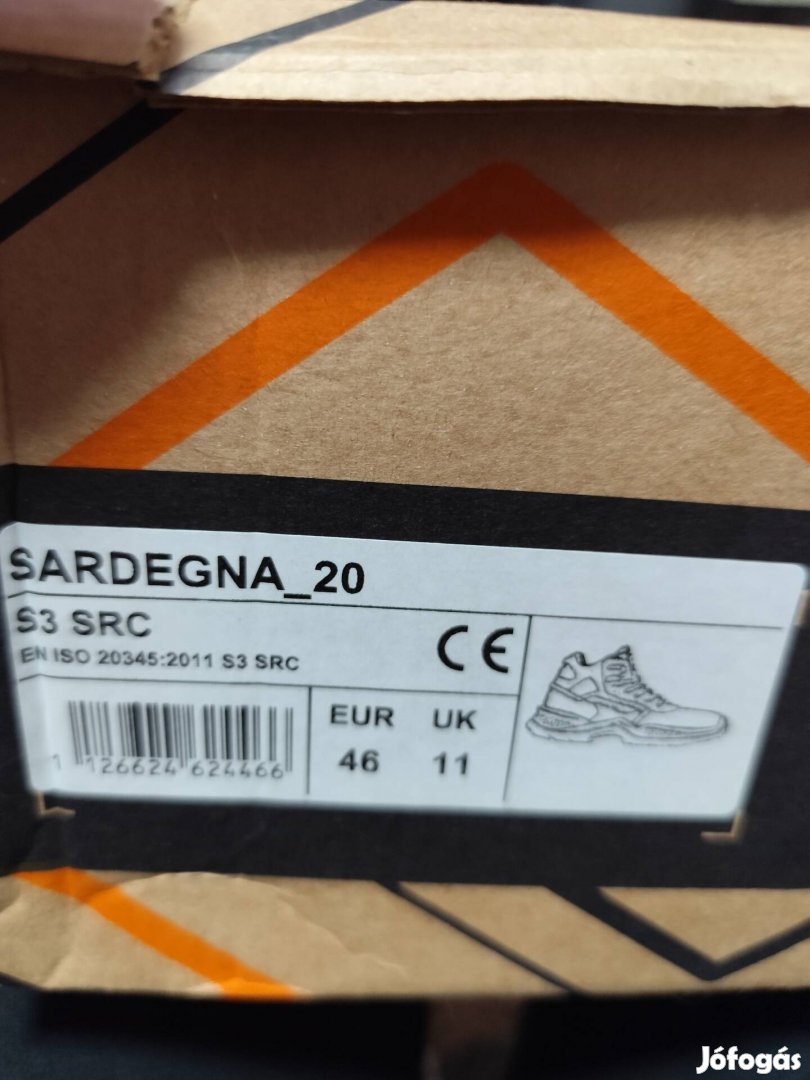 SARDEGNA_20
S3 SRC
EN ISO 20345:2011 S3 SRC
CE
EUR UK
46 11
1 126624 624466
Jófogás